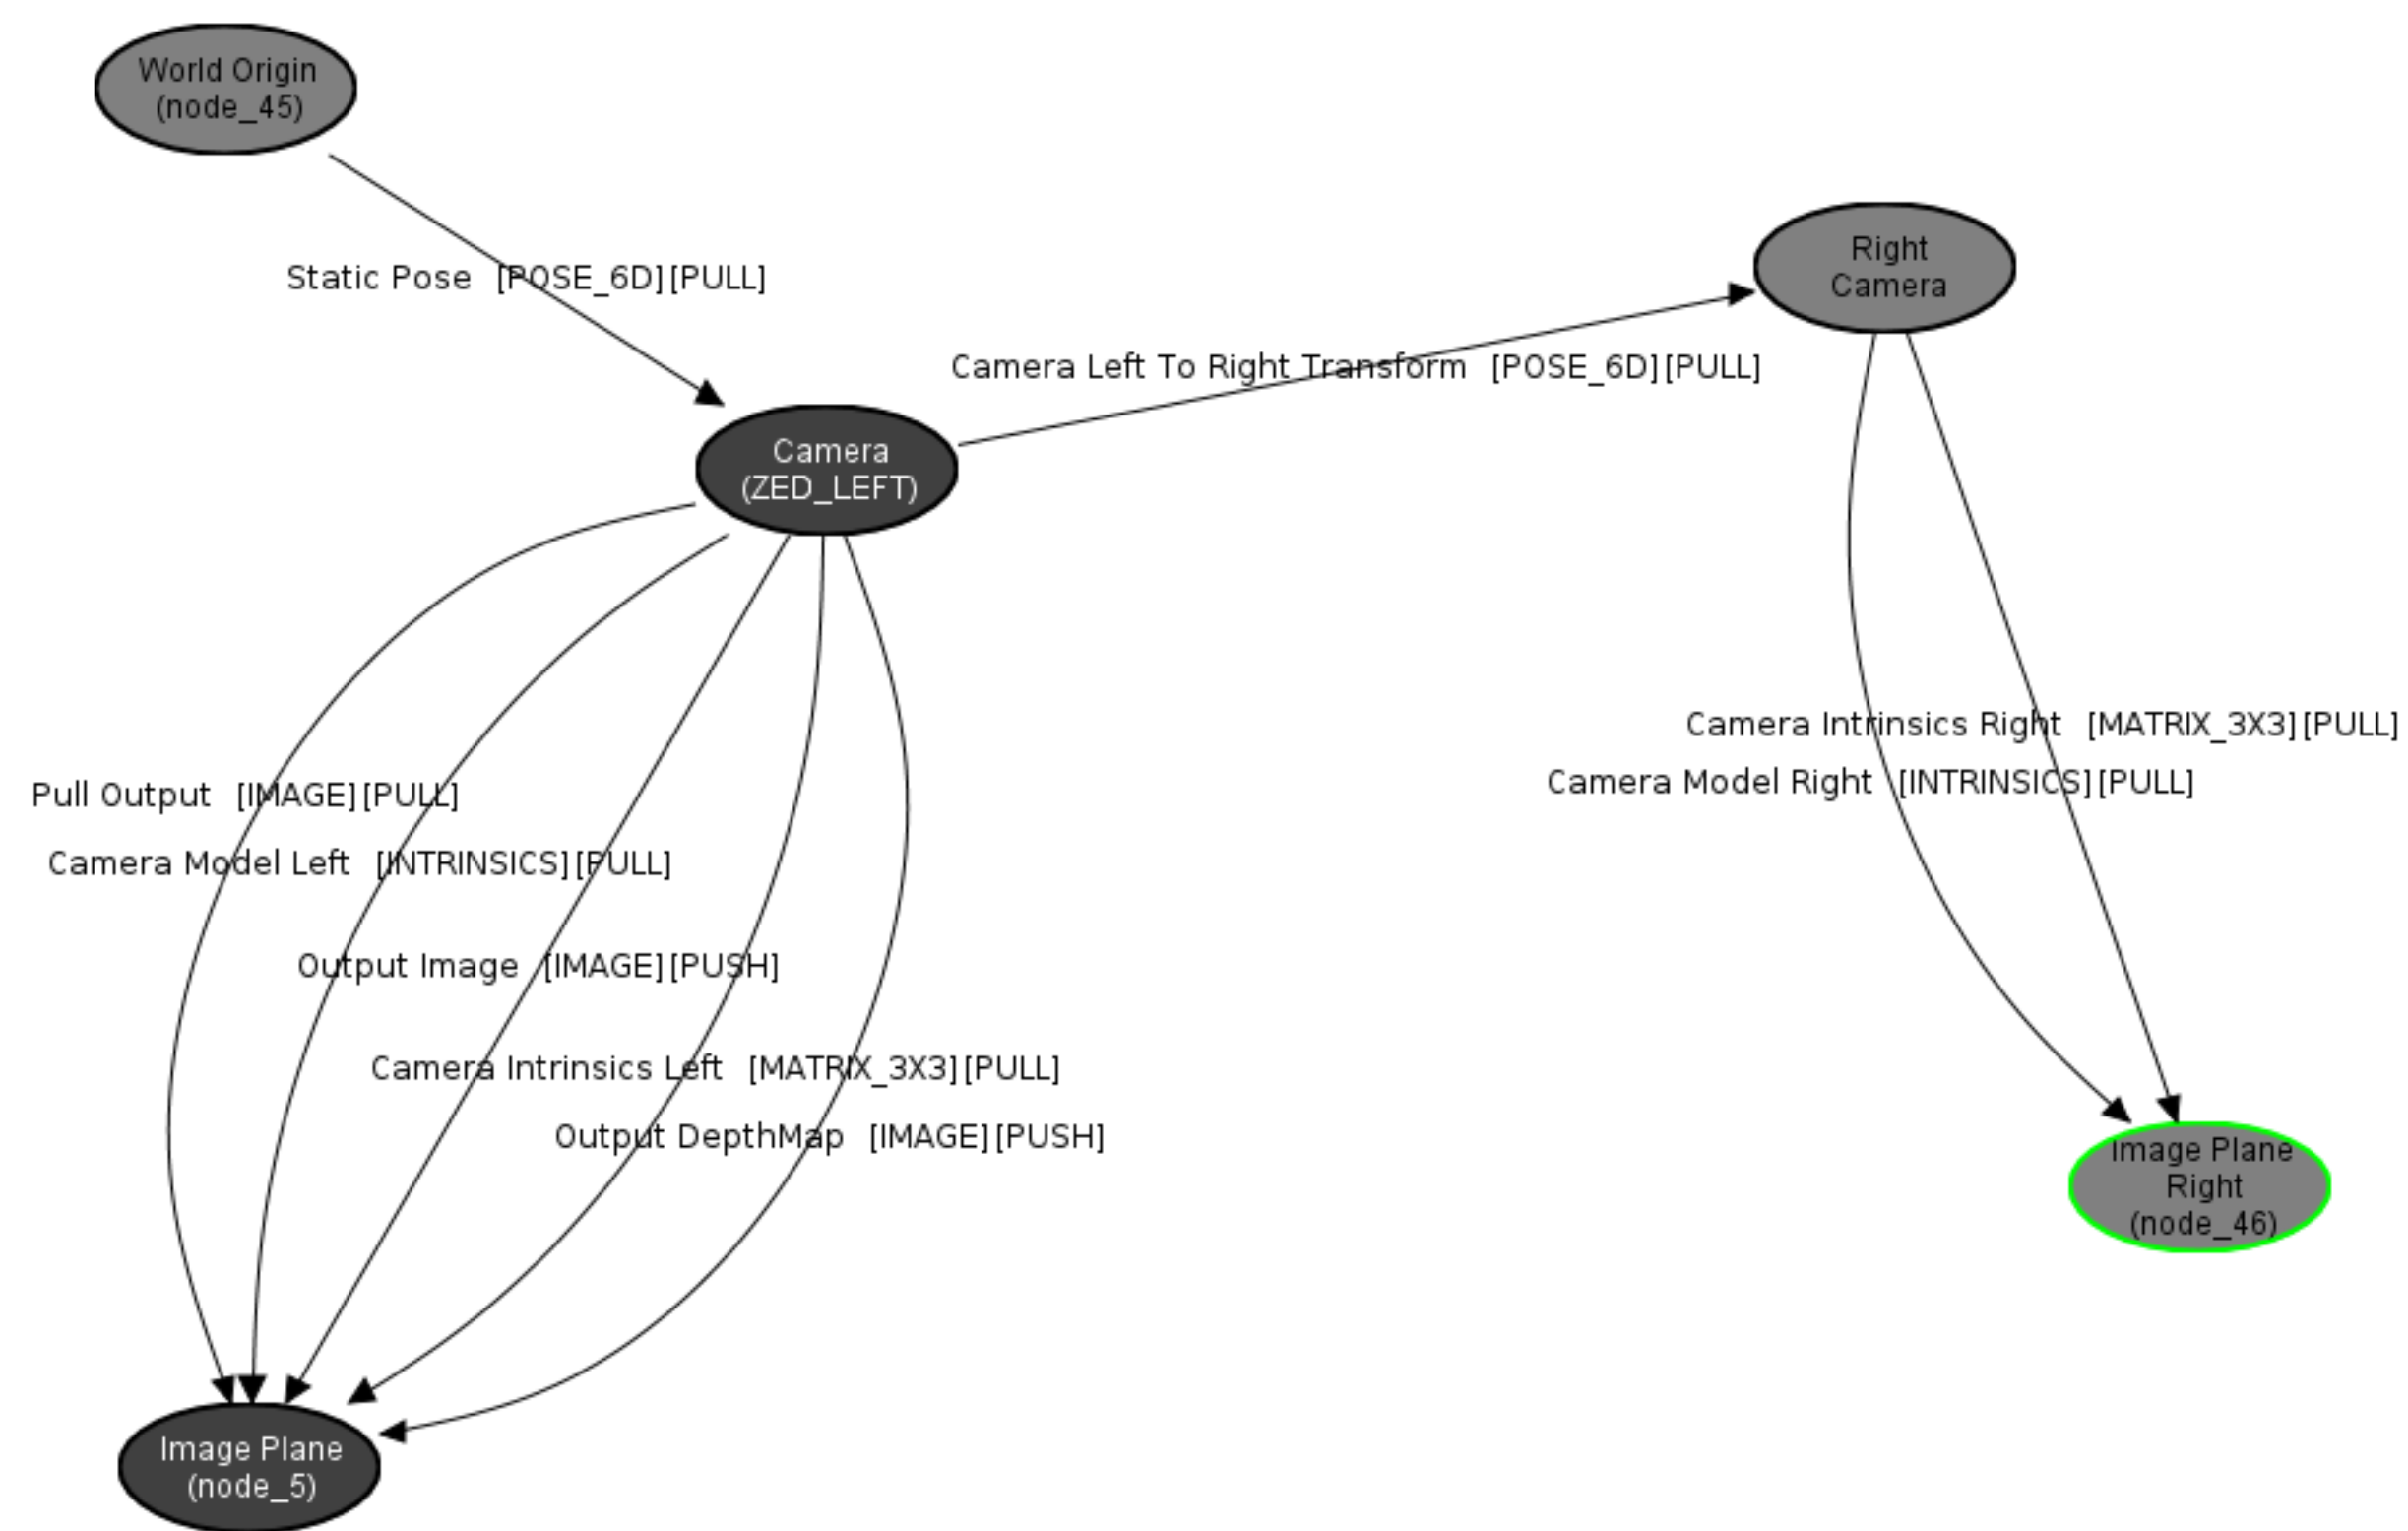 World Origin
(node_45)
Right
Camera
Static Pose [POSE_6D][PULL]
Camera Left To Right Transform [POSE_6D][PULL]
Camera
(ZED_LEFT)
Camera Intrinsics Right [MATRIX_3X3][PULL]
Camera Model Right [INTRINSICS][PULL]
Pull Output [IMAGE][PULL]
Camera Model Left [INTRINSICS][PULL]
Output Image [IMAGE][PUSH]
Camera Intrinsics Left [MATRIX_3X3][PULL]
Output DepthMap [IMAGE][PUSH]
Image Plane
Right
(node_46)
Image Plane
(node_5)